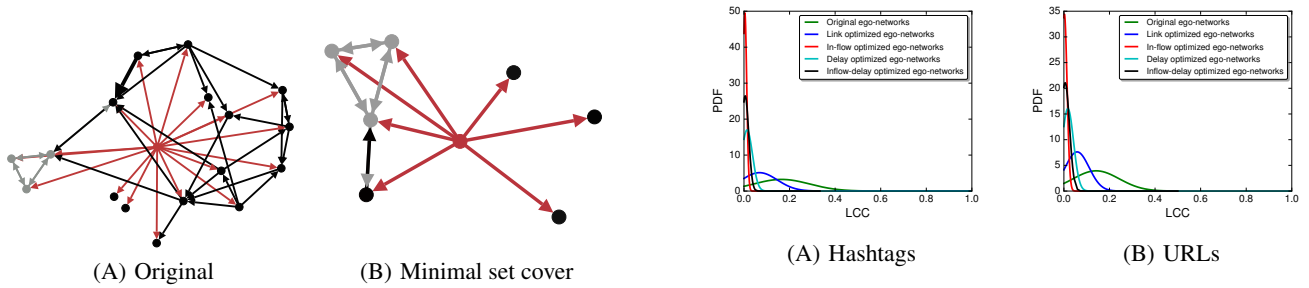 (A) Original
(B) Minimal set cover
50
40
30
20
10
0
0.0 0.2 0.4 0.6 0.8 1.0
PDF
LCC
Original ego-networks
Link optimized ego-networks
In-flow optimized ego-networks
Delay optimized ego-networks
Inflow-delay optimized ego-networks
(A) Hashtags
35
30
25
20
15
10
5
0
0.0 0.2 0.4 0.6 0.8 1.0
PDF
LCC
Original ego-networks
Link optimized ego-networks
In-flow optimized ego-networks
Delay optimized ego-networks
Inflow-delay optimized ego-networks
(B) URLs